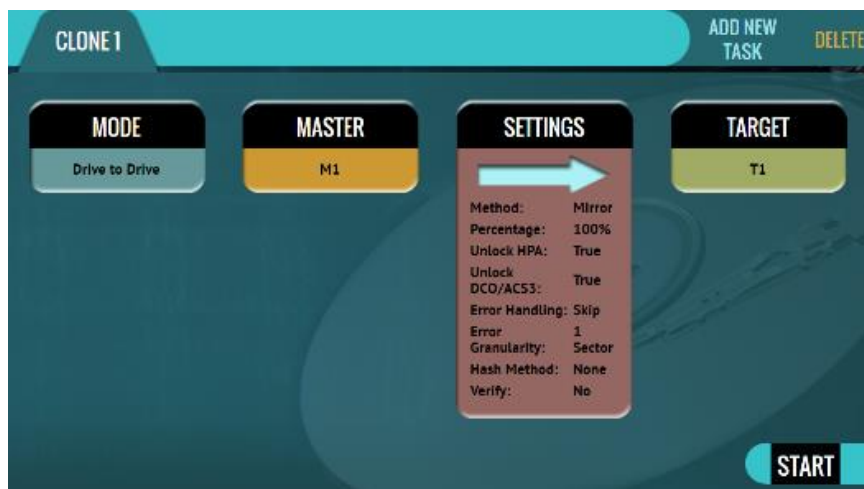 CLONE 1
ADD NEW
TASK
DELETE
MODE
Drive to Drive
MASTER
M1
SETTINGS
Method: Mirror
Percentage: 100%
Unlock HPA: True
Unlock
DCO/ACS3: True
Error Handling: Skip
Error 1
Granularity: Sector
Hash Method: None
Verify: No
TARGET
T1
START